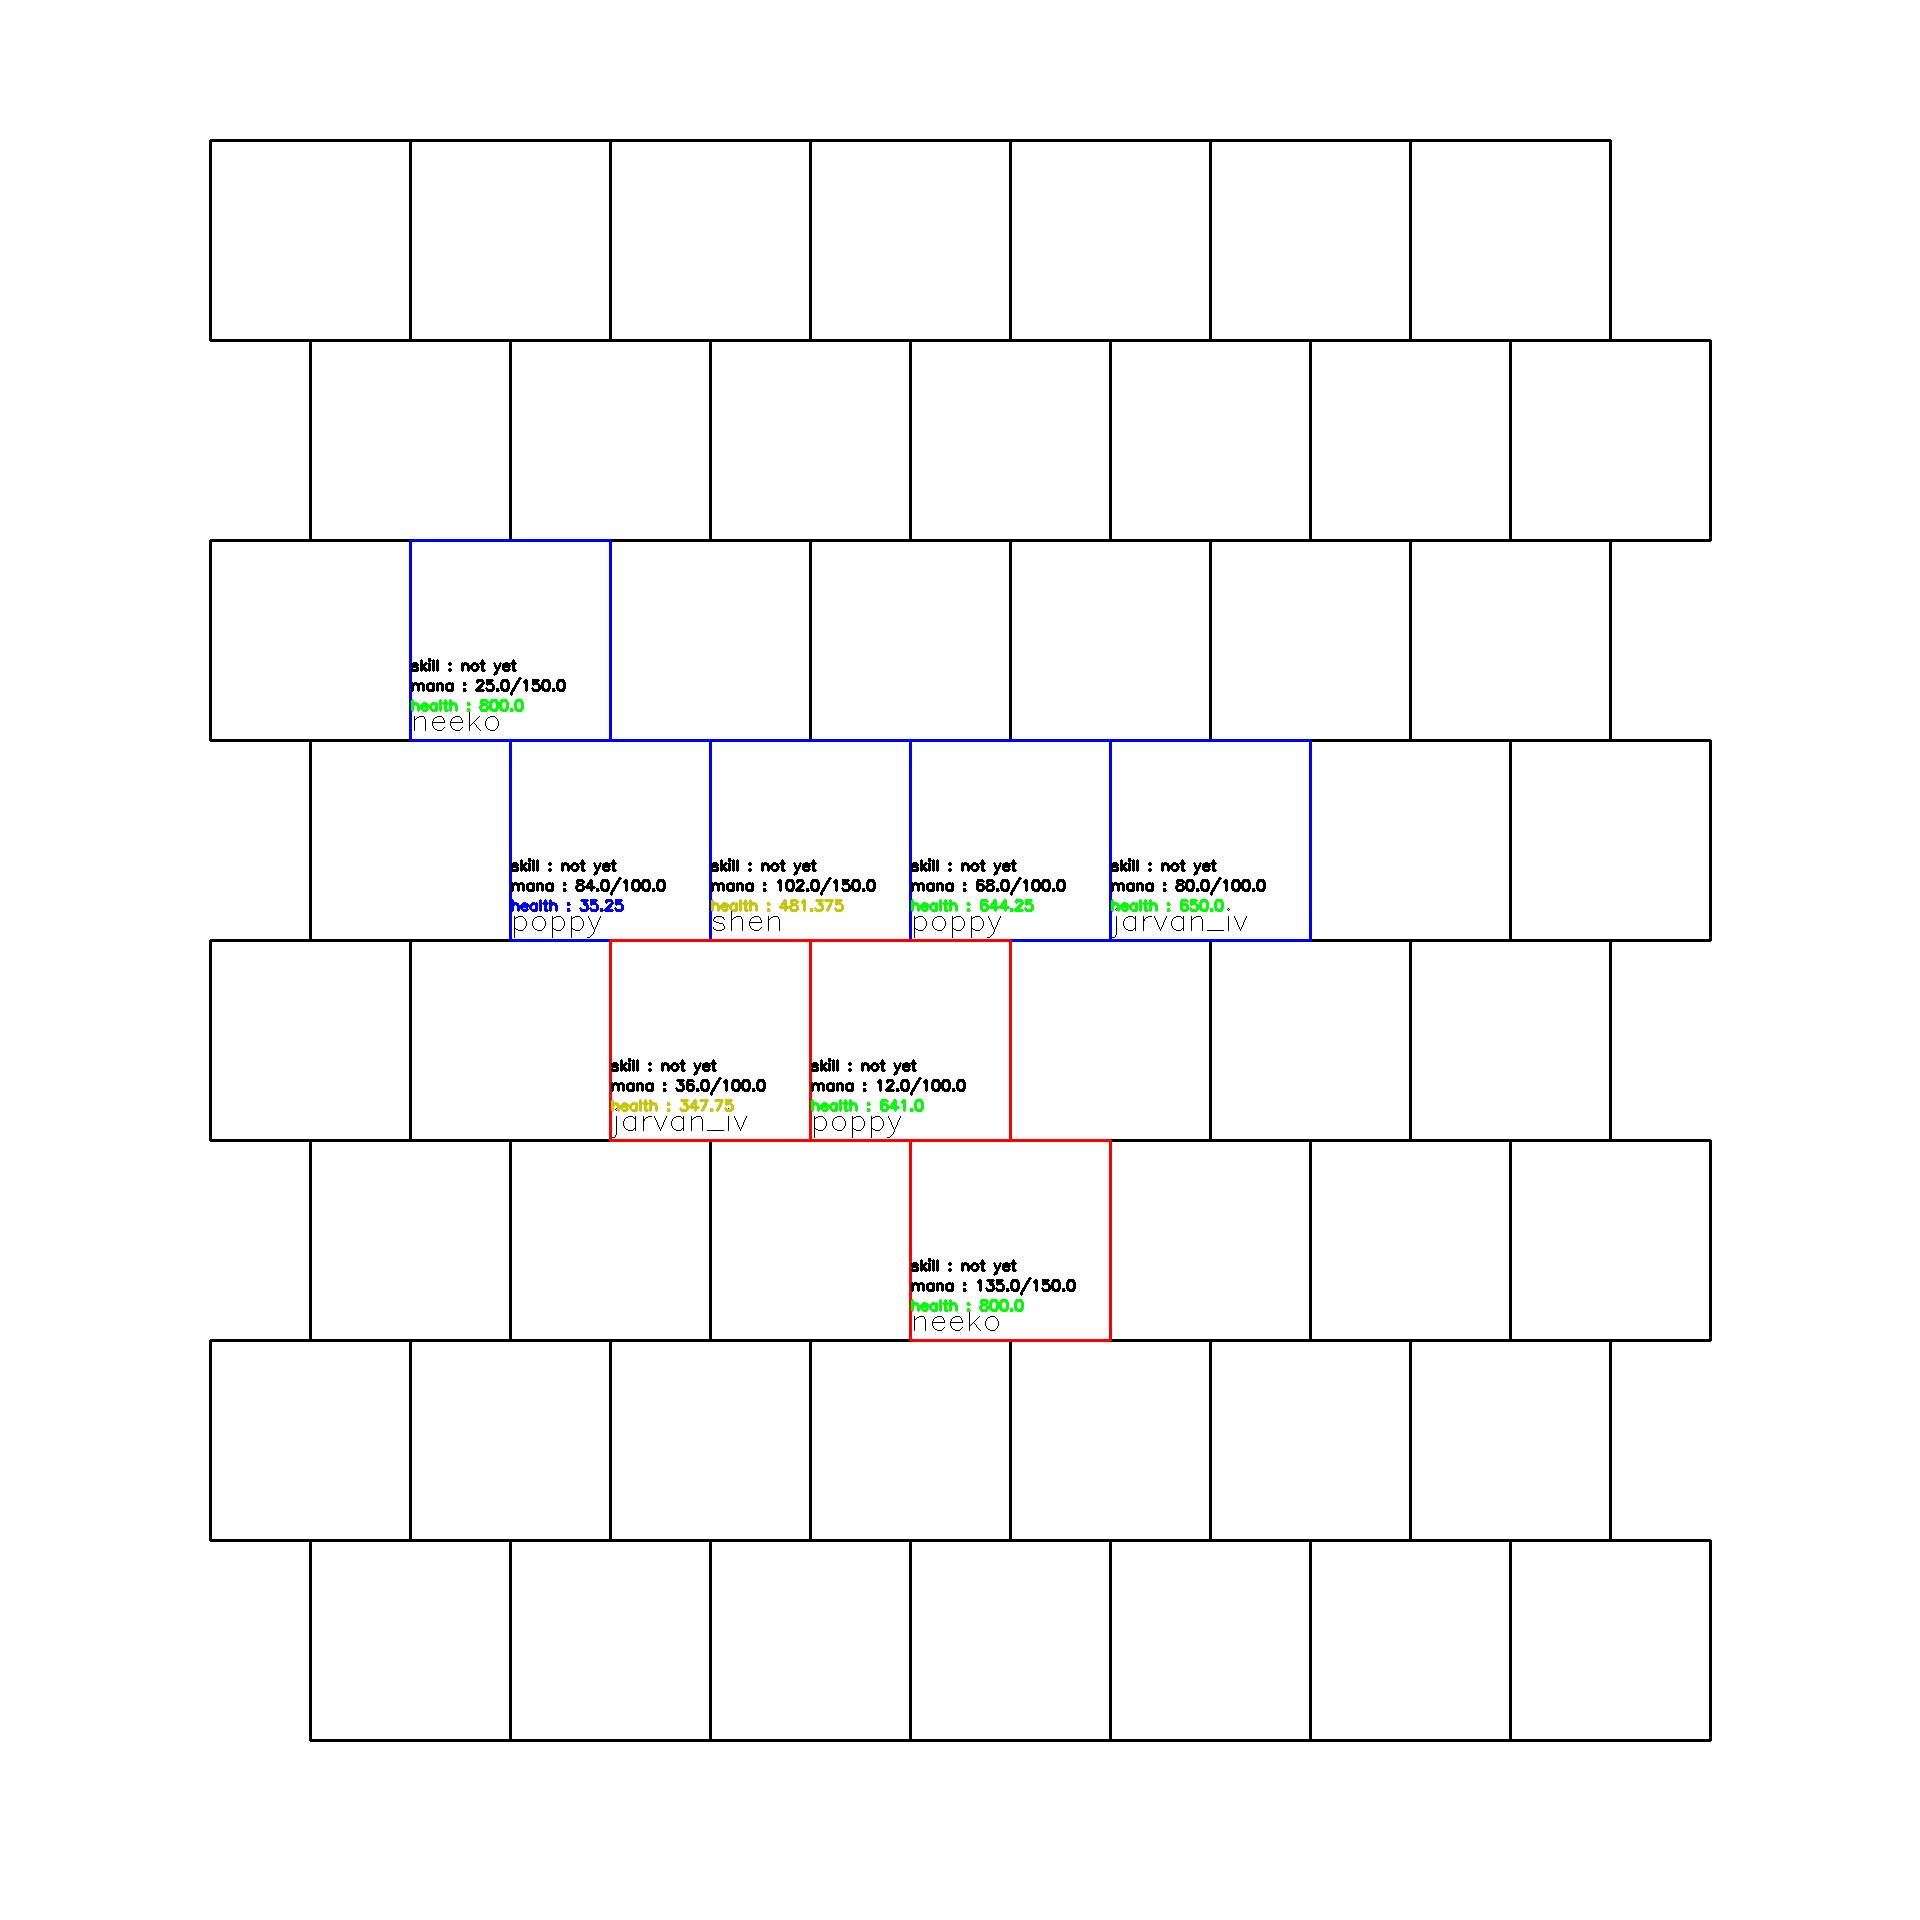 skill : not yet
mana : 25.0/150.0
health : 800.0
neeko
skill : not yet
mana : 84.0/100.0
health : 35.25
poppy
skill : not yet
mana : 102.0/150.0
health : 481.375
shen
skill : not yet
mana : 68.0/100.0
health : 644.25
poppy
skill : not yet
mana : 80.0/100.0
health : 650.0
jarvan_iv
skill : not yet
mana : 36.0/100.0
health : 347.75
jarvan_iv
skill : not yet
mana : 12.0/100.0
health : 641.0
poppy
skill : not yet
mana : 135.0/150.0
health : 800.0
neeko